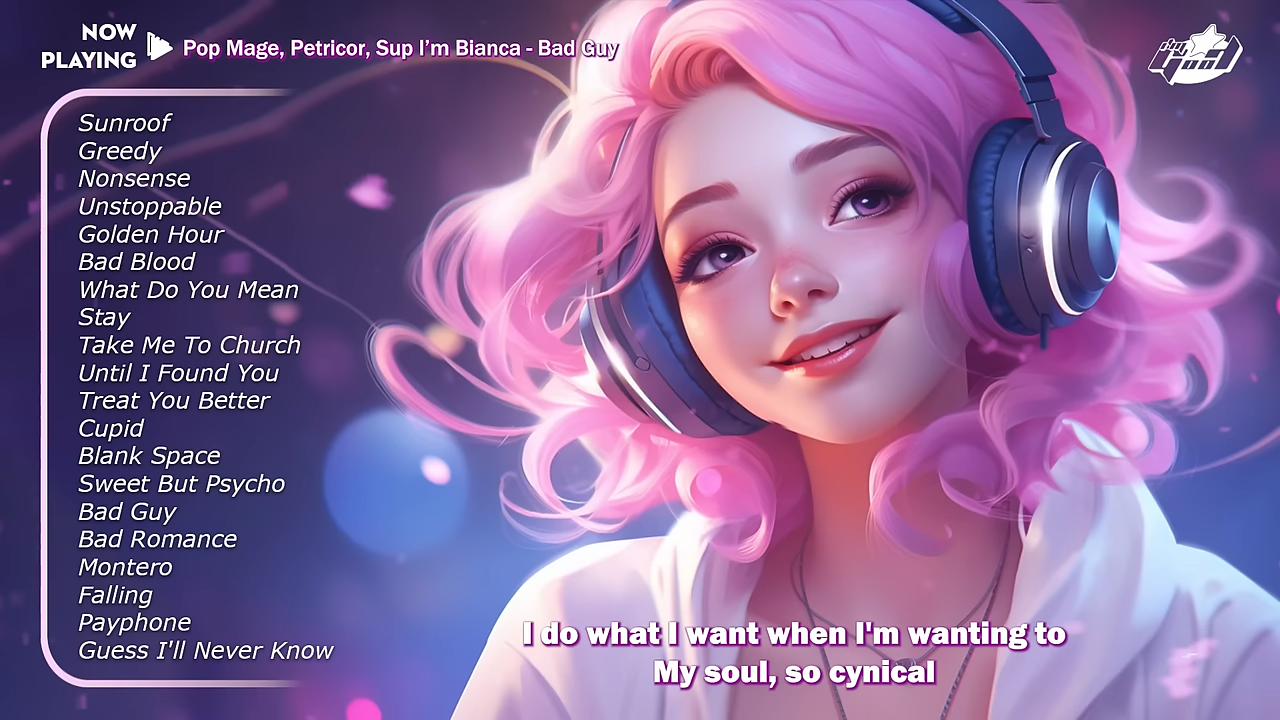 NOW
PLAYING
Pop Mage, Petricor, Sup I’m Bianca - Bad Guy
Sunroof
Greedy
Nonsense
Unstoppable
Golden Hour
Bad Blood
What Do You Mean
Stay
Take Me To Church
Until I Found You
Treat You Better
Cupid
Blank Space
Sweet But Psycho
Bad Guy
Bad Romance
Montero
Falling
Payphone
Guess I'll Never Know
I do what I want when I'm wanting to
My soul, so cynical